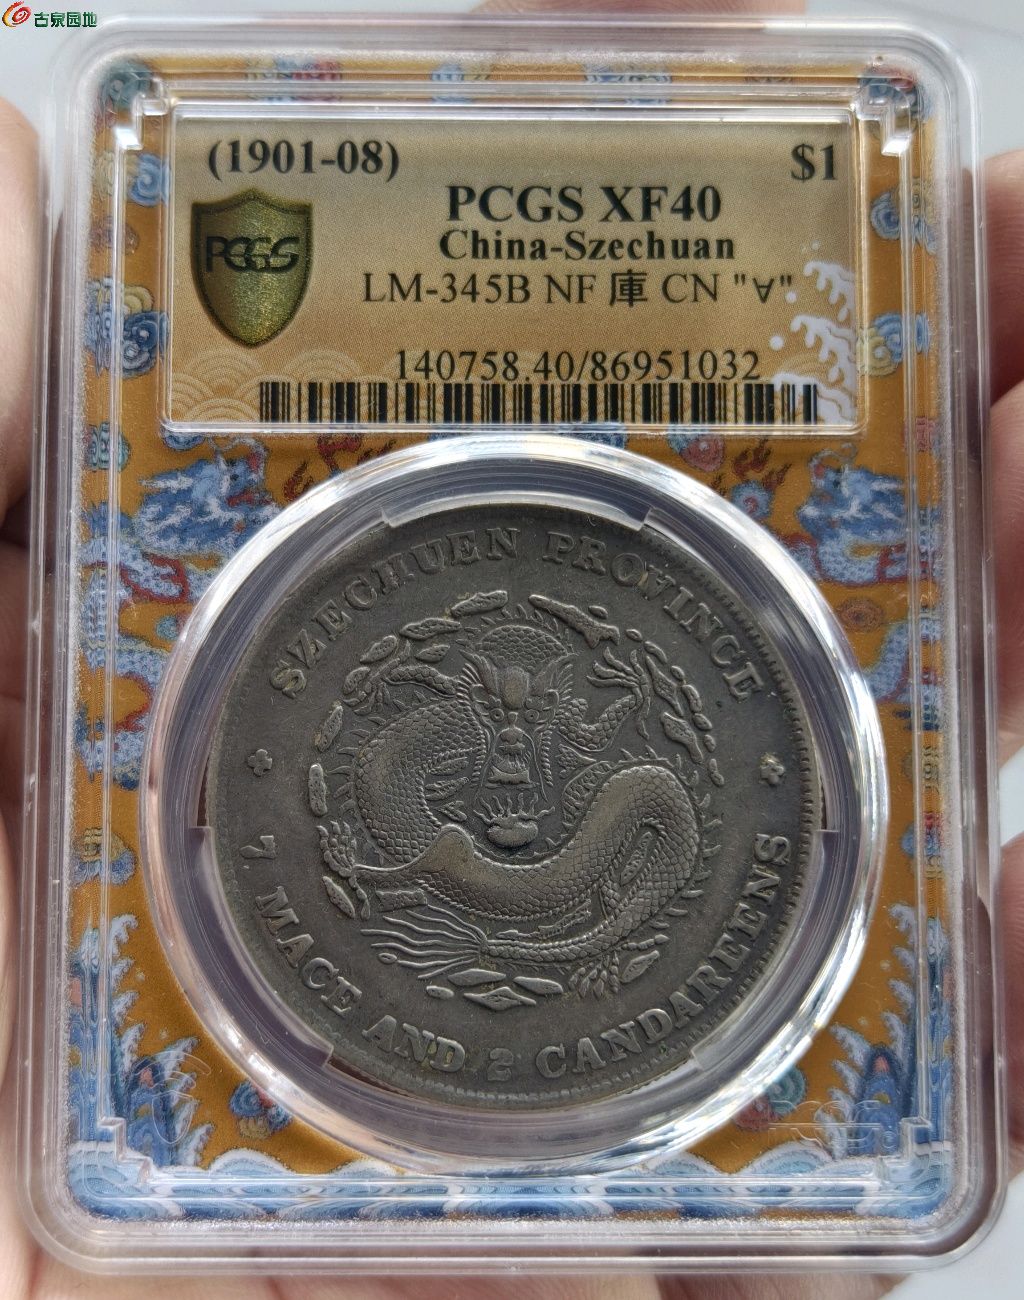 古泉园地
(1901-08) $1
PCGS XF40
PCGS
China-Szechuan
LM-345B NF 庫 CN "∀"
140758.40/86951032
SZECHUEN PROVINCE
7 MACE AND 2 CANDAREENS